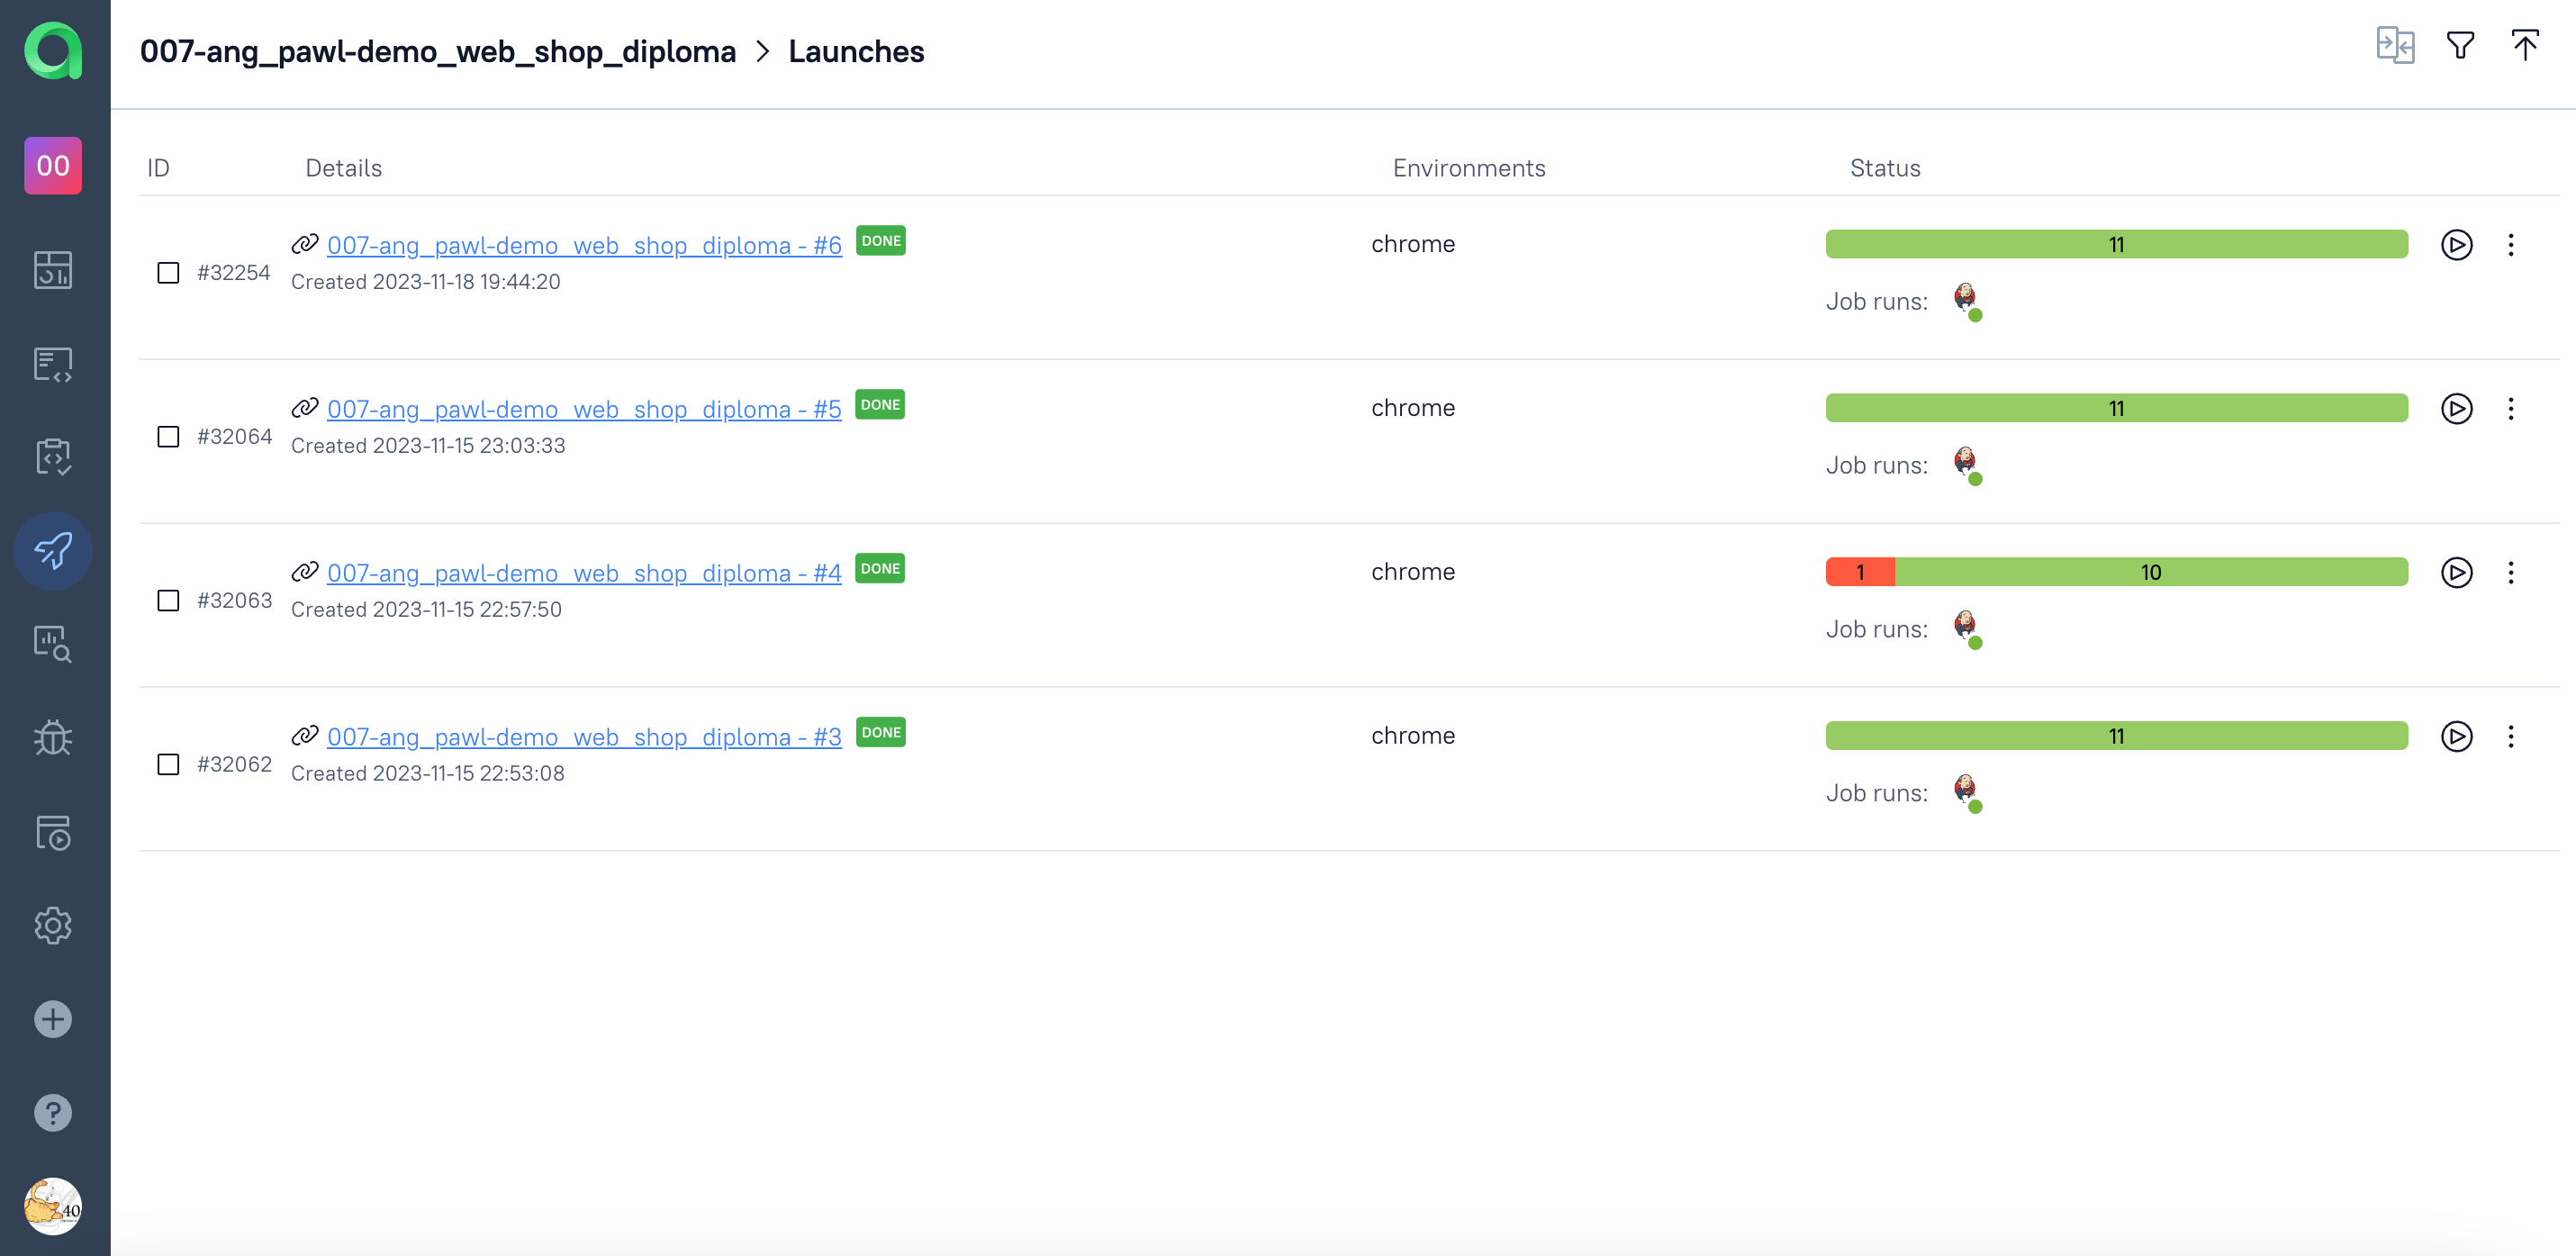 007-ang_pawl-demo_web_shop_diploma > Launches
00
ID Details Environments Status
007-ang_pawl-demo_web_shop_diploma - #6 DONE chrome 11
#32254
Created 2023-11-18 19:44:20
Job runs:
007-ang_pawl-demo_web_shop_diploma - #5 DONE chrome 11
#32064
Created 2023-11-15 23:03:33
Job runs:
007-ang_pawl-demo_web_shop_diploma - #4 DONE chrome 1 10
#32063
Created 2023-11-15 22:57:50
Job runs:
007-ang_pawl-demo_web_shop_diploma - #3 DONE chrome 11
#32062
Created 2023-11-15 22:53:08
Job runs:
?
40